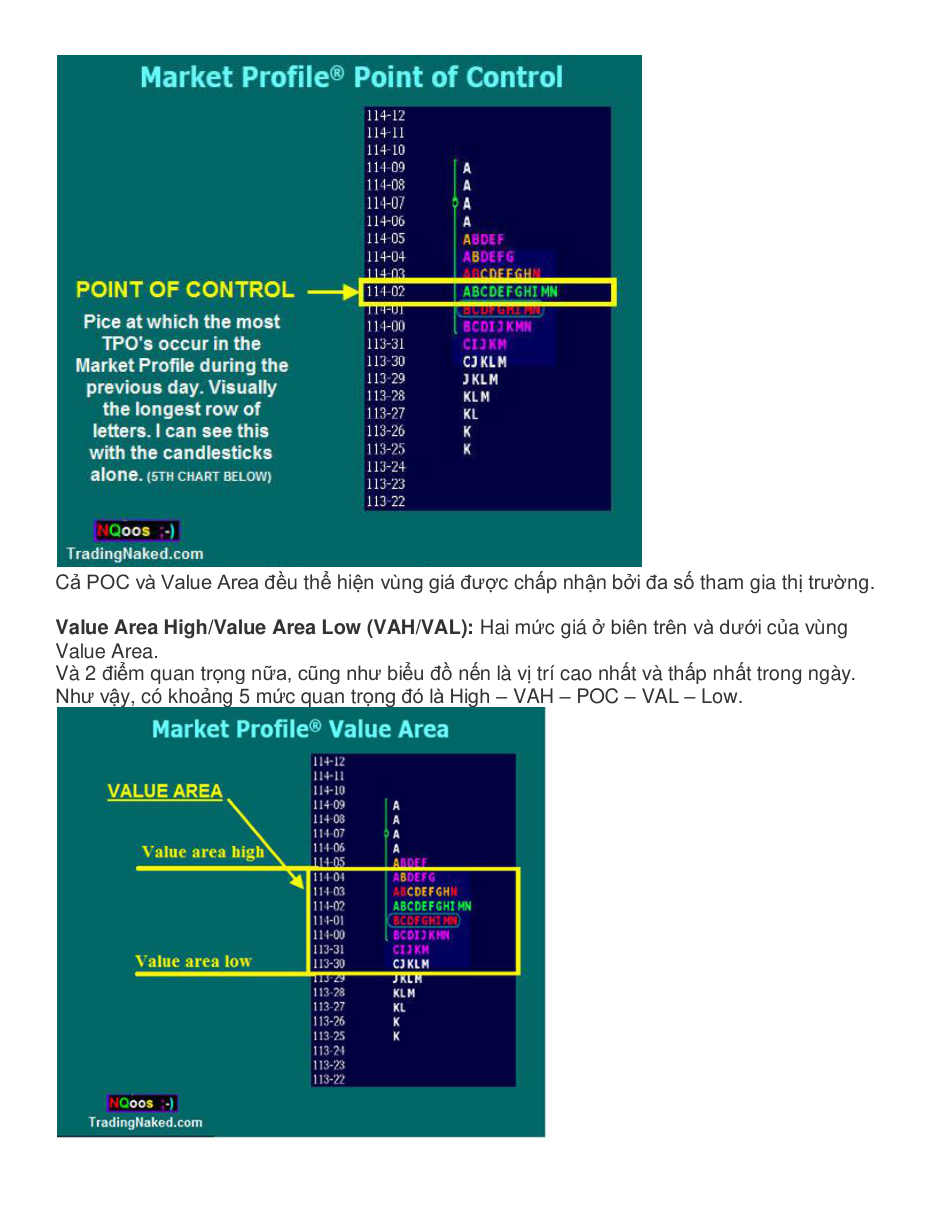 Market Profile® Point of Control
114-12
114-11
114-10
114-09 A
114-08 A
114-07 A
114-06 A
114-05 ABDEF
114-04 ABDEFG
114-03 ABCDEFGHN
114-02 ABCDEFGHIMN
114-01 BCDFGHIMN
114-00 BCDIJKMN
113-31 CIJKM
113-30 CJKLM
113-29 JKLM
113-28 KLM
113-27 KL
113-26 K
113-25 K
113-24
113-23
113-22
POINT OF CONTROL
Pice at which the most
TPO's occur in the
Market Profile during the
previous day. Visually
the longest row of
letters. I can see this
with the candlesticks
alone. (5TH CHART BELOW)
NQoos ;-)
TradingNaked.com
Cả POC và Value Area đều thể hiện vùng giá được chấp nhận bởi đa số tham gia thị trường.
Value Area High/Value Area Low (VAH/VAL): Hai mức giá ở biên trên và dưới của vùng
Value Area.
Và 2 điểm quan trọng nữa, cũng như biểu đồ nến là vị trí cao nhất và thấp nhất trong ngày.
Như vậy, có khoảng 5 mức quan trọng đó là High – VAH – POC – VAL – Low.
Market Profile® Value Area
114-12
114-11
114-10
114-09 A
114-08 A
114-07 A
114-06 A
114-05 ABDEF
114-04 ABDEFG
114-03 ABCDEFGHN
114-02 ABCDEFGHIMN
114-01 BCDFGHIMN
114-00 BCDIJKMN
113-31 CIJKM
113-30 CJKLM
113-29 JKLM
113-28 KLM
113-27 KL
113-26 K
113-25 K
113-24
113-23
113-22
VALUE AREA
Value area high
Value area low
NQoos ;-)
TradingNaked.com